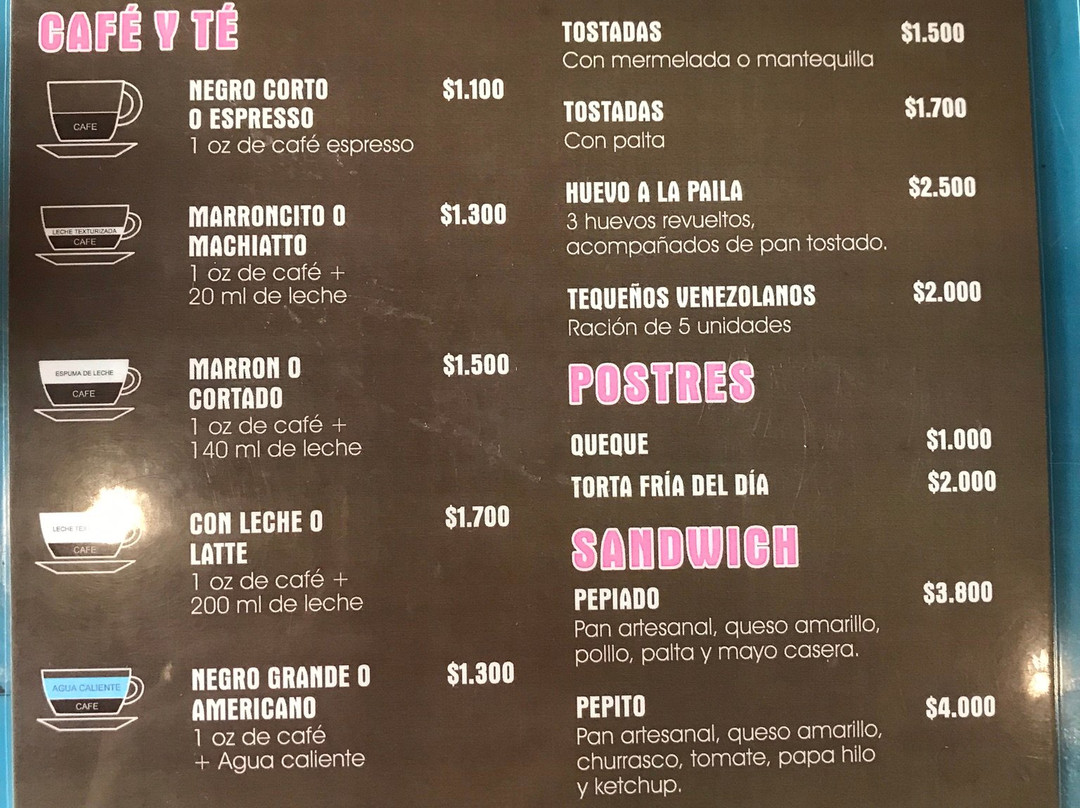 CAFÉ Y TÉ
CAFE
NEGRO CORTO $1.100
O ESPRESSO
1 oz de café espresso
LECHE TEXTURIZADA
CAFE
MARRONCITO O $1.300
MACHIATTO
1 oz de café +
20 ml de leche
ESPUMA DE LECHE
CAFE
MARRON O $1.500
CORTADO
1 oz de café +
140 ml de leche
LECHE
CAFE
CON LECHE O $1.700
LATTE
1 oz de café +
200 ml de leche
AGUA CALIENTE
CAFE
NEGRO GRANDE O $1.300
AMERICANO
1 oz de café
+ Agua caliente
TOSTADAS $1.500
Con mermelada o mantequilla
TOSTADAS $1.700
Con palta
HUEVO A LA PAILA $2.500
3 huevos revueltos,
acompañados de pan tostado.
TEQUEÑOS VENEZOLANOS $2.000
Ración de 5 unidades
POSTRES
QUEQUE $1.000
TORTA FRÍA DEL DÍA $2.000
SANDWICH
PEPIADO $3.800
Pan artesanal, queso amarillo,
polllo, palta y mayo casera.
PEPITO $4.000
Pan artesanal, queso amarillo,
churrasco, tomate, papa hilo
y ketchup.